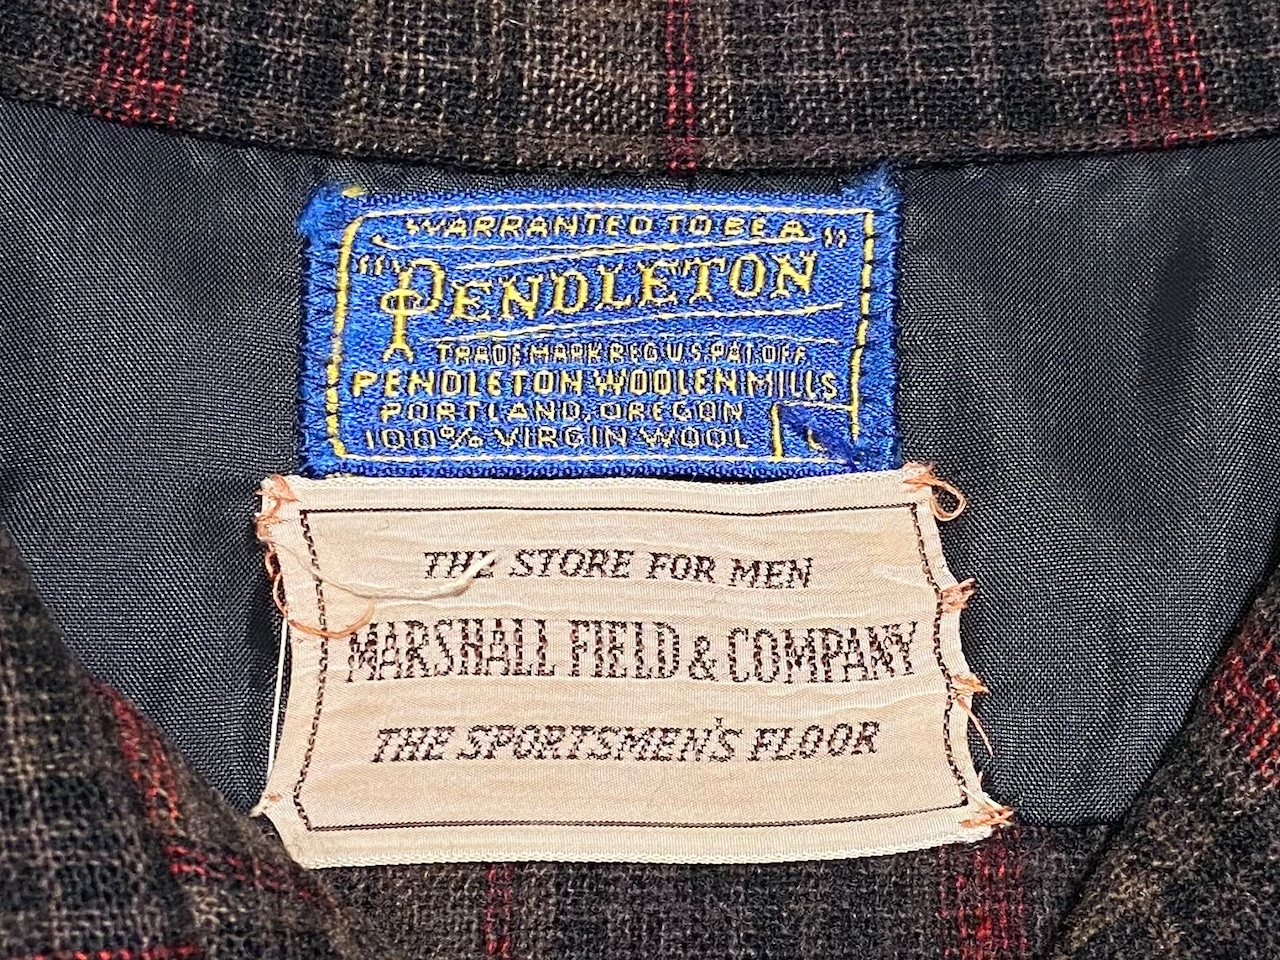 WARRANTED TO BE A
"PENDLETON"
TRADE MARK REG. U.S. PAT. OFF.
PENDLETON WOOLEN MILLS
PORTLAND, OREGON
100% VIRGIN WOOL
THE STORE FOR MEN
MARSHALL FIELD & COMPANY
THE SPORTSMEN'S FLOOR